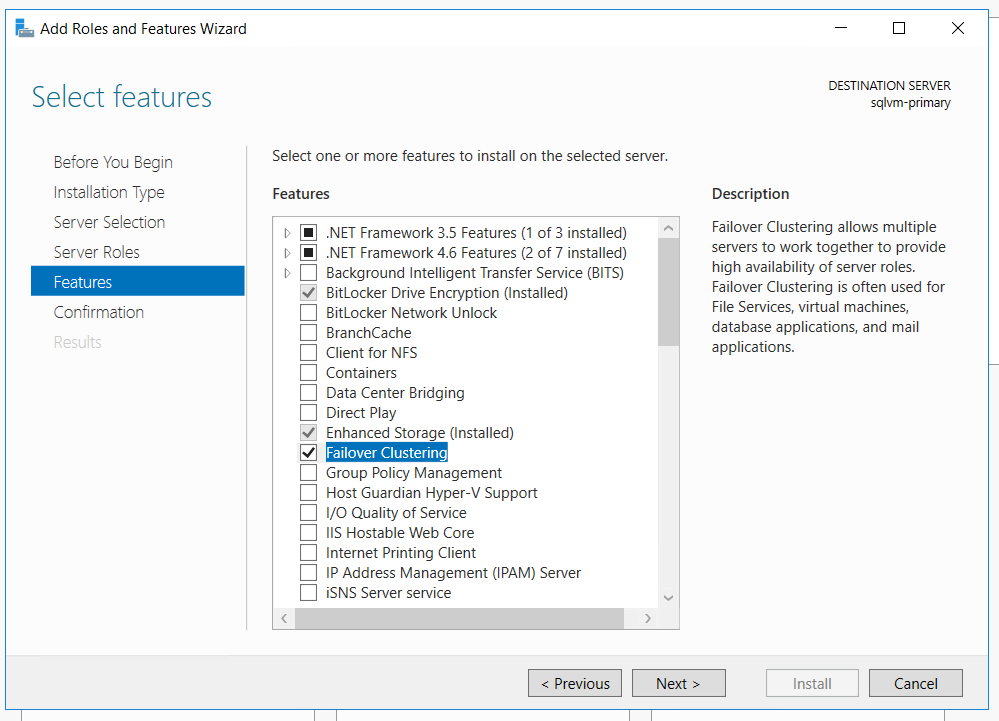 Add Roles and Features Wizard
Select features
DESTINATION SERVER
sqlvm-primary
Before You Begin
Installation Type
Server Selection
Server Roles
Features
Confirmation
Results
Select one or more features to install on the selected server.
Features
.NET Framework 3.5 Features (1 of 3 installed)
.NET Framework 4.6 Features (2 of 7 installed)
Background Intelligent Transfer Service (BITS)
BitLocker Drive Encryption (Installed)
BitLocker Network Unlock
BranchCache
Client for NFS
Containers
Data Center Bridging
Direct Play
Enhanced Storage (Installed)
Failover Clustering
Group Policy Management
Host Guardian Hyper-V Support
I/O Quality of Service
IIS Hostable Web Core
Internet Printing Client
IP Address Management (IPAM) Server
iSNS Server service
Description
Failover Clustering allows multiple
servers to work together to provide
high availability of server roles.
Failover Clustering is often used for
File Services, virtual machines,
database applications, and mail
applications.
< Previous
Next >
Install
Cancel